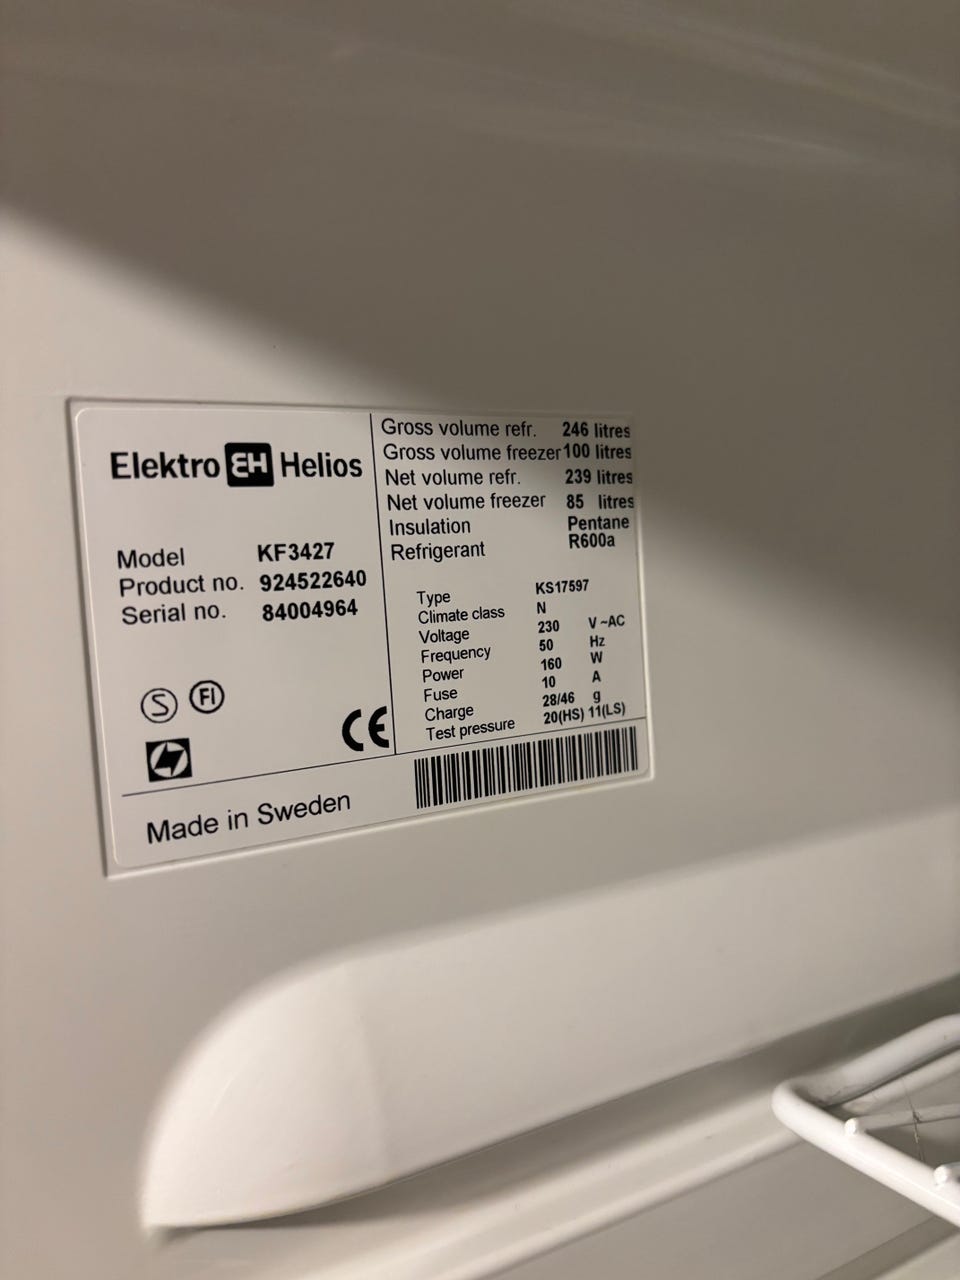 Elektro EH Helios
Model KF3427
Product no. 924522640
Serial no. 84004964
S FI
CE
Made in Sweden
Gross volume refr. 246 litres
Gross volume freezer 100 litres
Net volume refr. 239 litres
Net volume freezer 85 litres
Insulation Pentane
Refrigerant R600a
Type KS17597
Climate class N
Voltage 230 V ~AC
Frequency 50 Hz
Power 160 W
Fuse 10 A
Charge 28/46 g
Test pressure 20(HS) 11(LS)